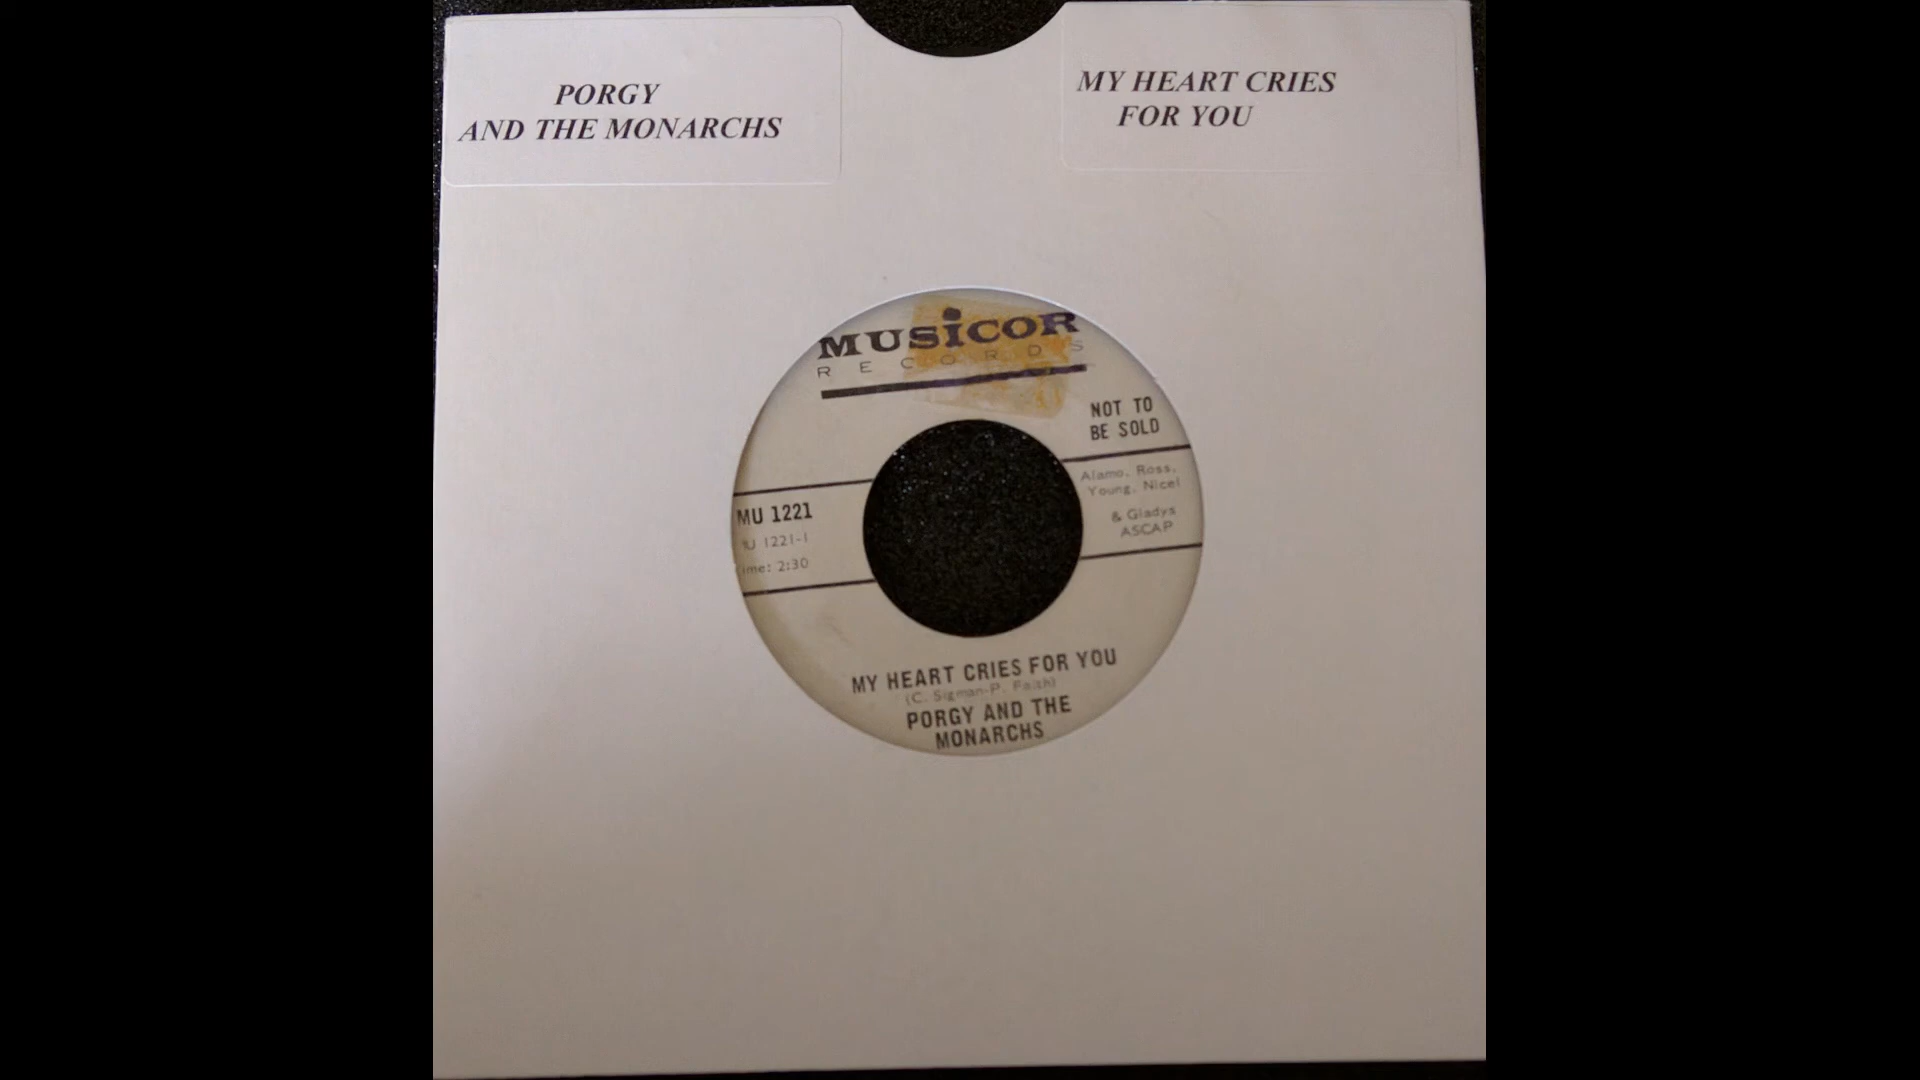 PORGY
AND THE MONARCHS
MY HEART CRIES
FOR YOU
MUSiCOR
RECORDS
NOT TO
BE SOLD
Alamo, Ross,
Young, Nicel
& Gladys
ASCAP
MU 1221
MU 1221-1
ime: 2:30
MY HEART CRIES FOR YOU
(C. Sigman-P. Faith)
PORGY AND THE
MONARCHS